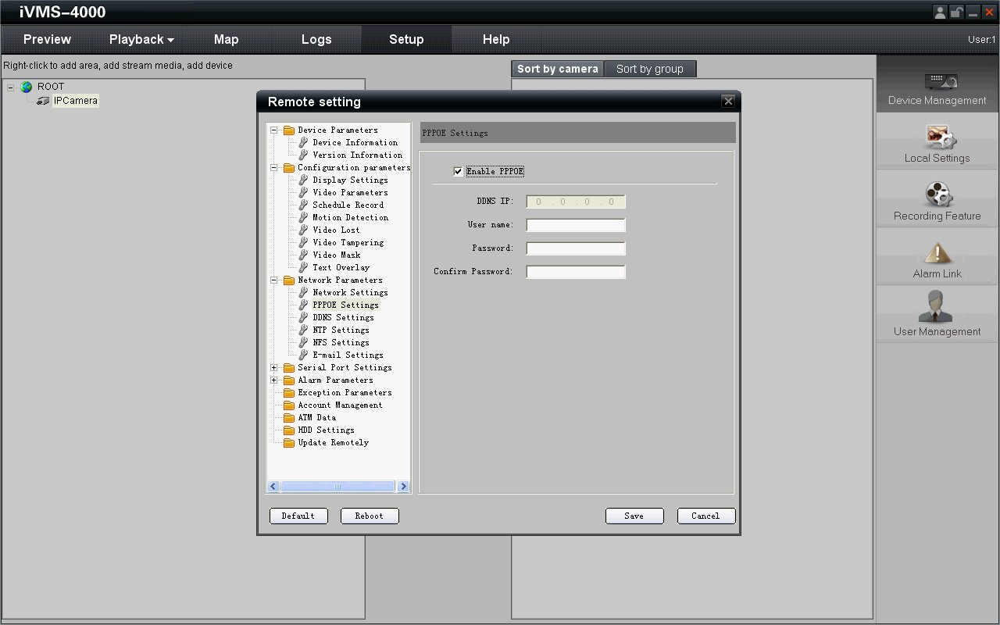 iVMS-4000
Preview
Playback
Map
Logs
Setup
Help
User:1
Right-click to add area, add stream media, add device
Sort by camera
Sort by group
ROOT
IPCamera
Device Management
Local Settings
Recording Feature
Alarm Link
User Management
Remote setting
Device Parameters
Device Information
Version Information
Configuration parameters
Display Settings
Video Parameters
Schedule Record
Motion Detection
Video Lost
Video Tampering
Video Mask
Text Overlay
Network Parameters
Network Settings
PPPOE Settings
DDNS Settings
NTP Settings
NFS Settings
E-mail Settings
Serial Port Settings
Alarm Parameters
Exception Parameters
Account Management
ATM Data
HDD Settings
Update Remotely
PPPOE Settings
Enable PPPOE
DDNS IP: 0 . 0 . 0 . 0
User name:
Password:
Confirm Password:
Default
Reboot
Save
Cancel